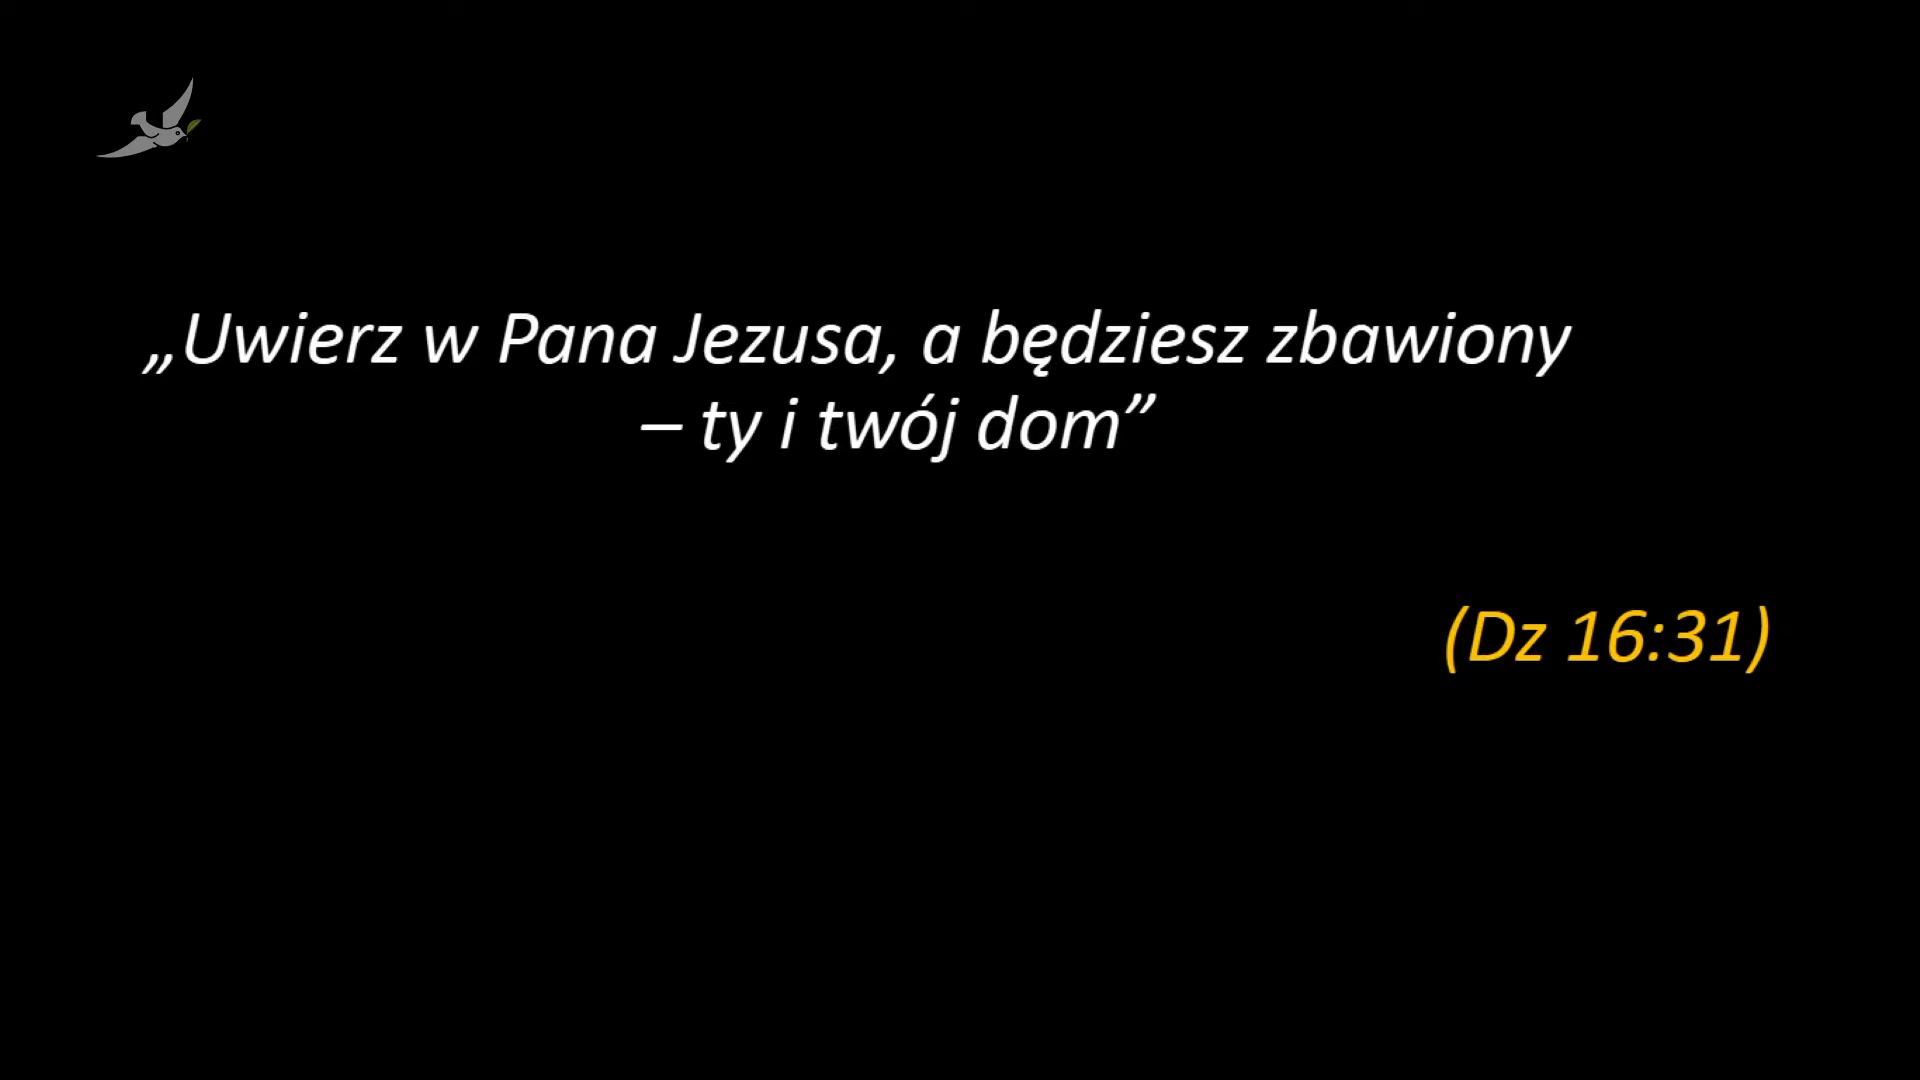 „Uwierz w Pana Jezusa, a będziesz zbawiony
– ty i twój dom”
(Dz 16:31)